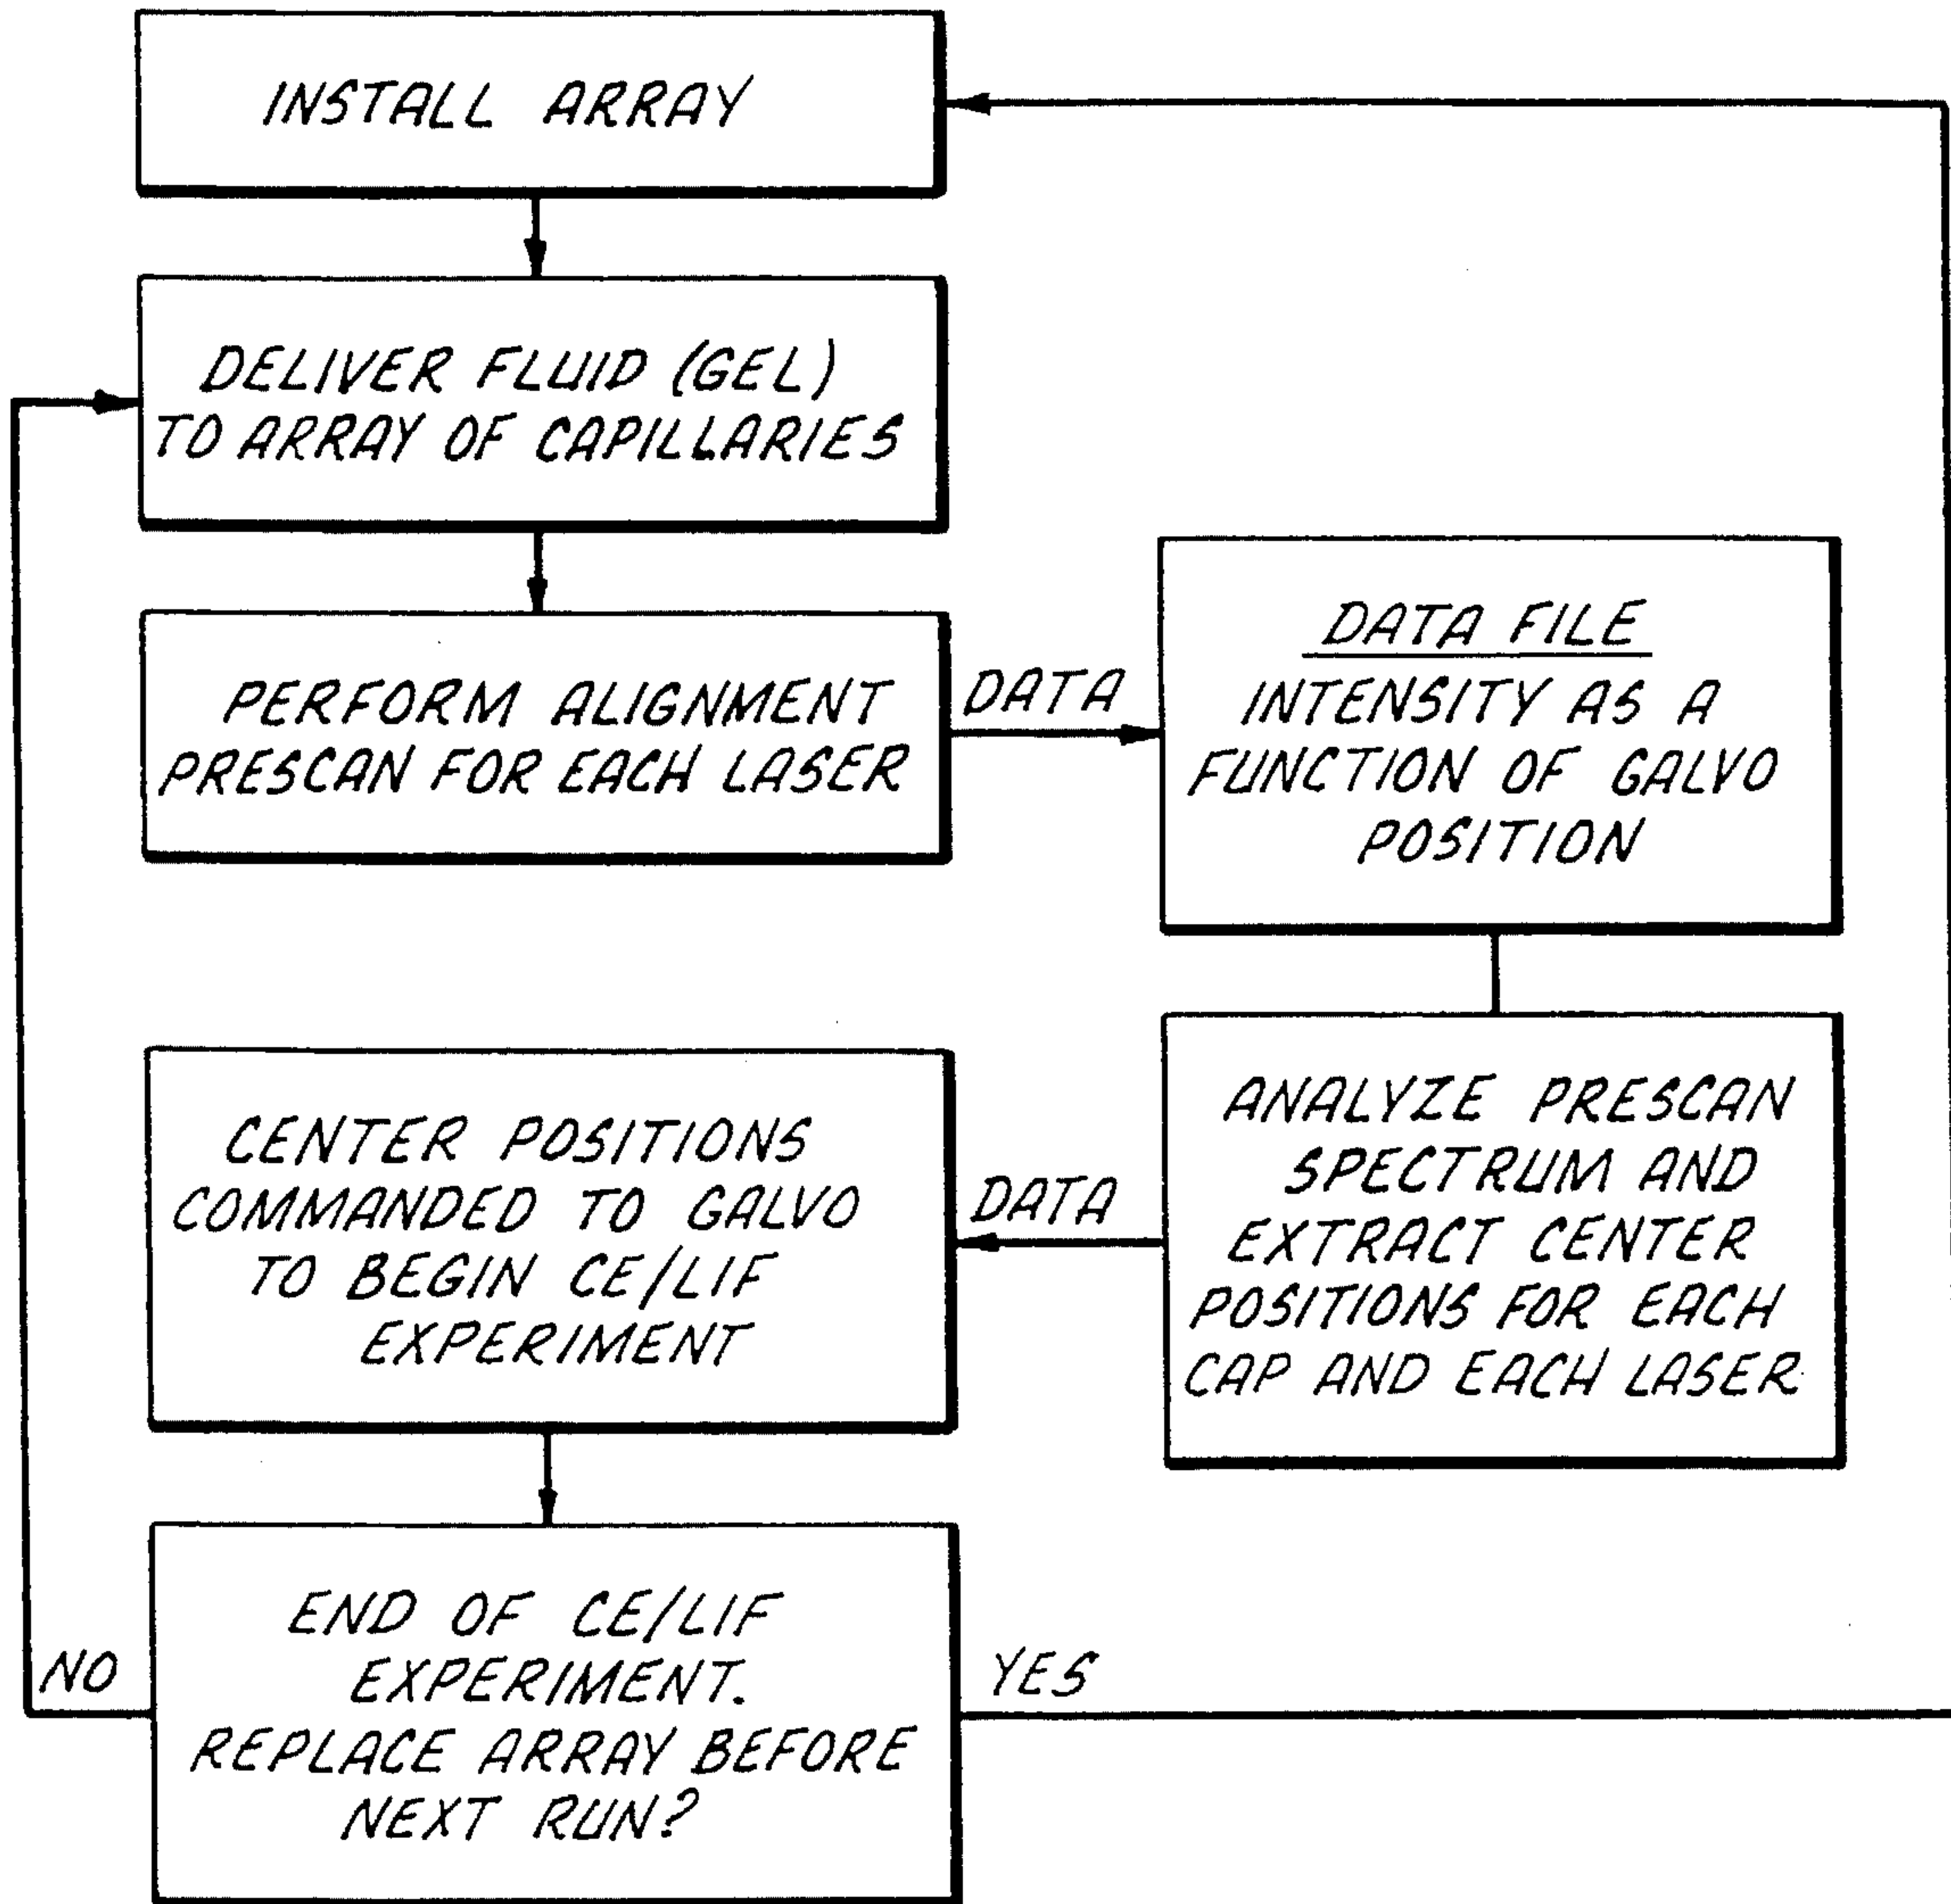 INSTALL ARRAY
DELIVER FLUID (GEL)
TO ARRAY OF CAPILLARIES
PERFORM ALIGNMENT
PRESCAN FOR EACH LASER
DATA
DATA FILE
INTENSITY AS A
FUNCTION OF GALVO
POSITION
ANALYZE PRESCAN
SPECTRUM AND
EXTRACT CENTER
POSITIONS FOR EACH
CAP AND EACH LASER
DATA
CENTER POSITIONS
COMMANDED TO GALVO
TO BEGIN CE/LIF
EXPERIMENT
END OF CE/LIF
EXPERIMENT.
REPLACE ARRAY BEFORE
NEXT RUN?
NO
YES